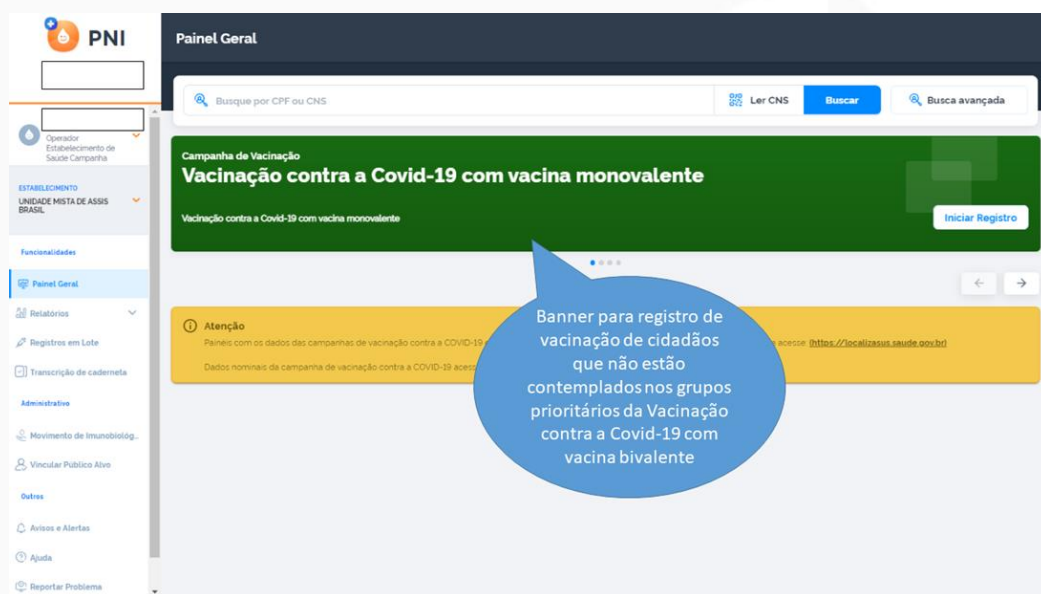 PNI
Painel Geral
Busque por CPF ou CNS
Ler CNS
Buscar
Busca avançada
Operador
Estabelecimento de
Saude Campanha
ESTABELECIMENTO
UNIDADE MISTA DE ASSIS
BRASIL
Funcionalidades
Painel Geral
Relatórios
Registros em Lote
Transcrição de caderneta
Administrativo
Movimento de Imunobiológ..
Vincular Público Alvo
Outros
Avisos e Alertas
Ajuda
Reportar Problema
Campanha de Vacinação
Vacinação contra a Covid-19 com vacina monovalente
Vacinação contra a Covid-19 com vacina monovalente
Iniciar Registro
Atenção
Painéis com os dados das campanhas de vacinação contra a COVID-19 acesse: (https://localizasus.saude.gov.br)
Dados nominais da campanha de vacinação contra a COVID-19
Banner para registro de
vacinação de cidadãos
que não estão
contemplados nos grupos
prioritários da Vacinação
contra a Covid-19 com
vacina bivalente